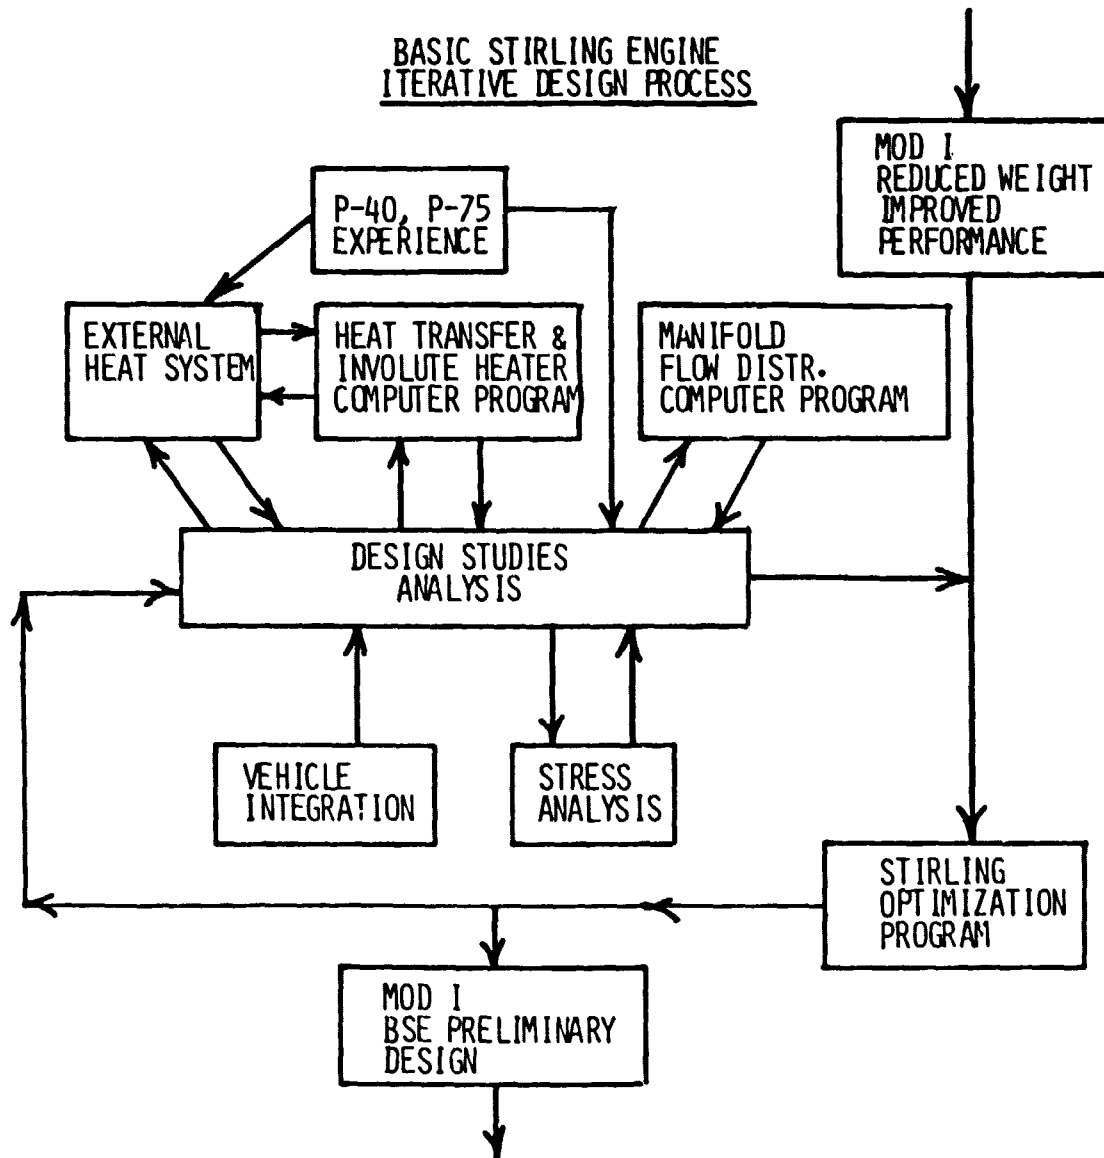 BASIC STIRLING ENGINE
ITERATIVE DESIGN PROCESS
MOD I
REDUCED WEIGHT
IMPROVED
PERFORMANCE
P-40, P-75
EXPERIENCE
EXTERNAL
HEAT SYSTEM
HEAT TRANSFER &
INVOLUTE HEATER
COMPUTER PROGRAM
MANIFOLD
FLOW DISTR.
COMPUTER PROGRAM
DESIGN STUDIES
ANALYSIS
VEHICLE
INTEGRATION
STRESS
ANALYSIS
STIRLING
OPTIMIZATION
PROGRAM
MOD I
BSE PRELIMINARY
DESIGN